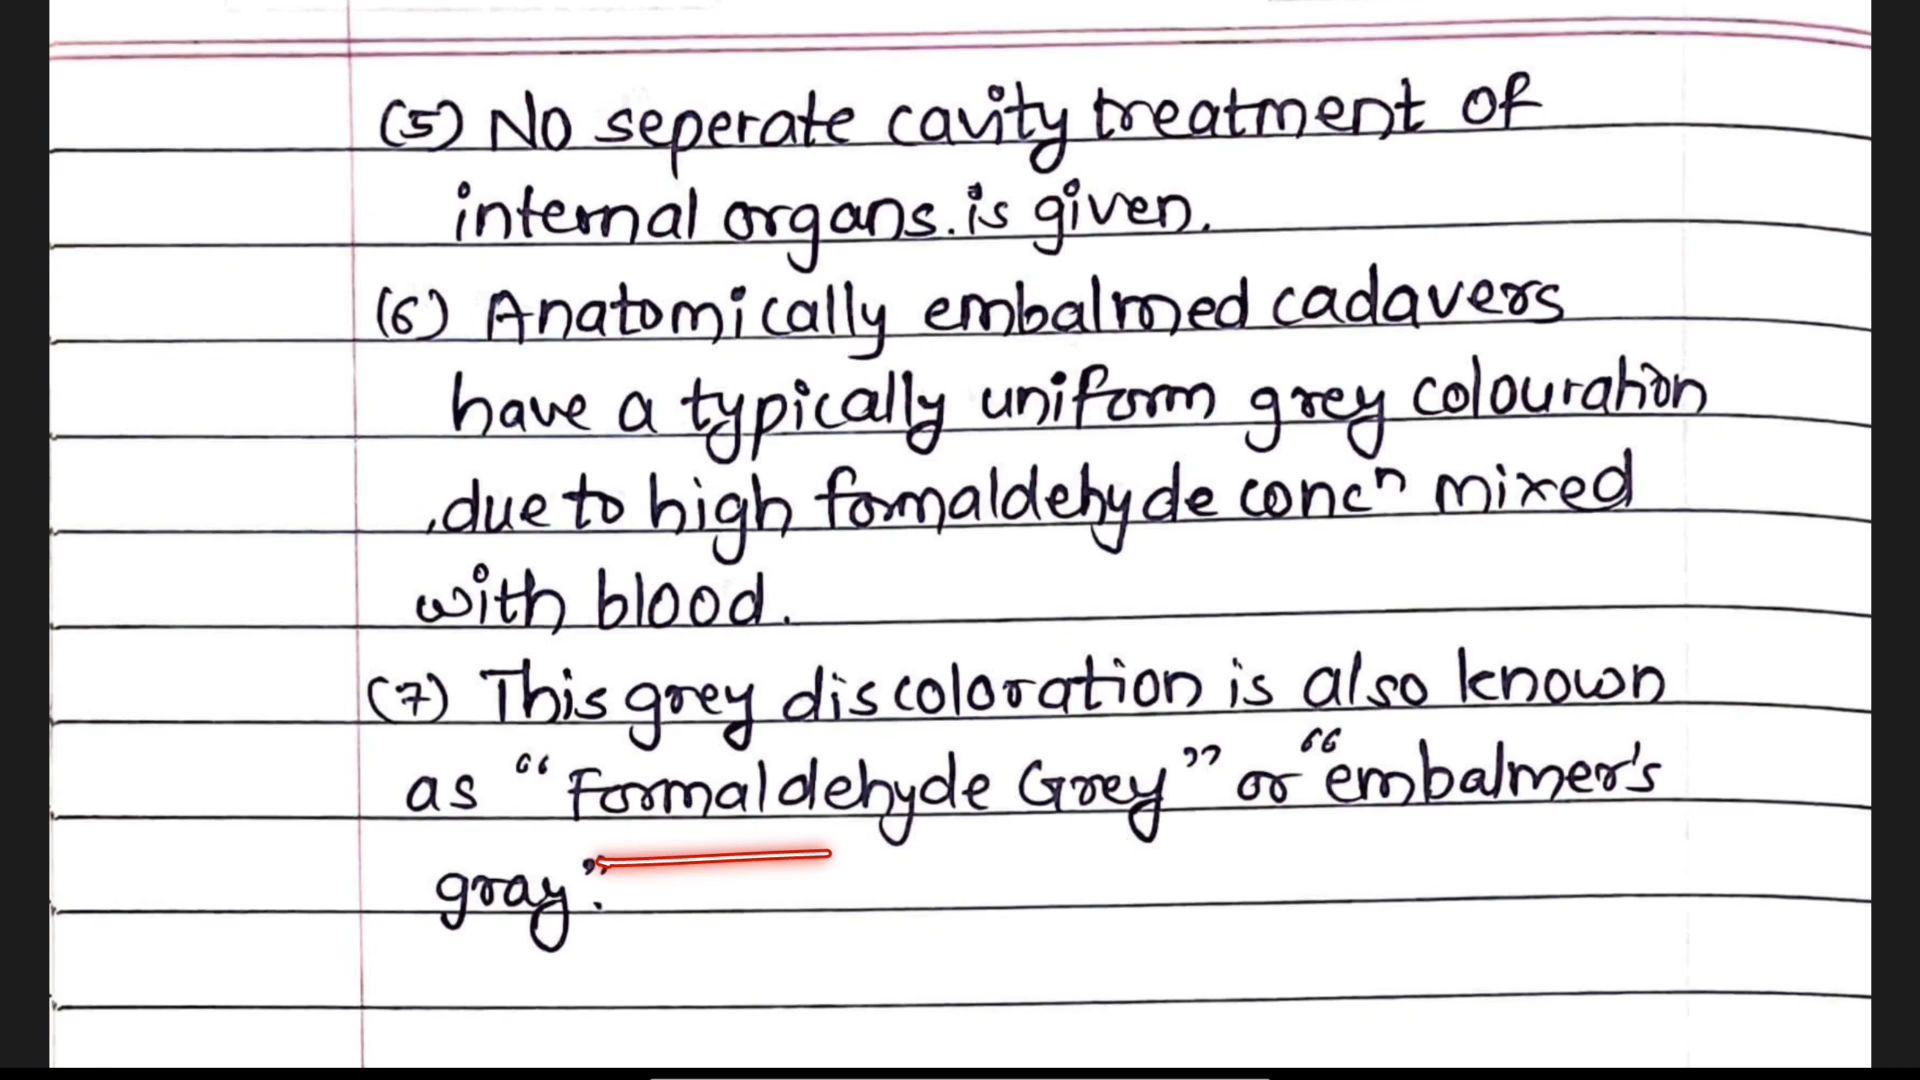 (5) No seperate cavity treatment of
internal organs. is given.
(6) Anatomically embalmed cadavers
have a typically uniform grey colouration
due to high formaldehyde concⁿ mixed
with blood.
(7) This grey discoloration is also known
as “Formaldehyde Grey” or “embalmer's
gray”.